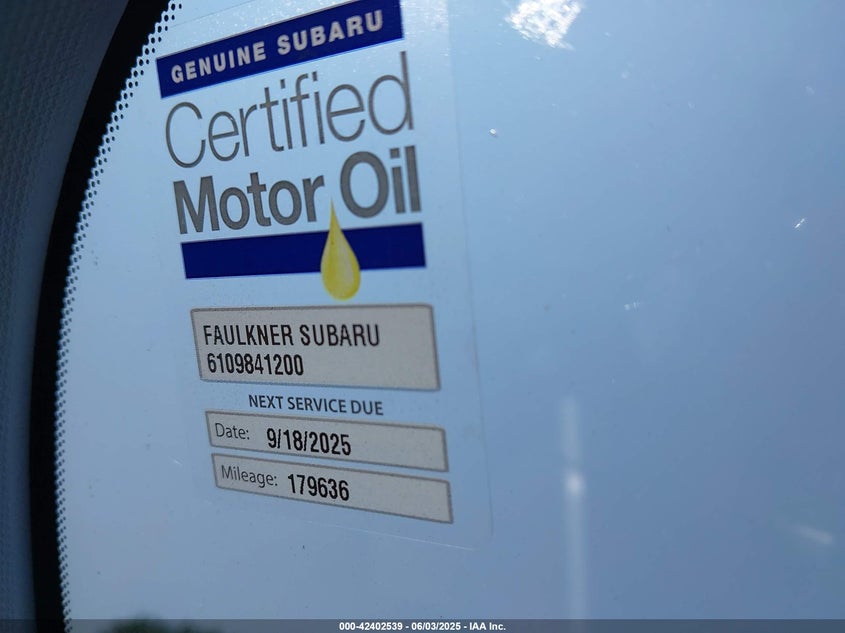 GENUINE SUBARU
Certified
Motor Oil
FAULKNER SUBARU
6109841200
NEXT SERVICE DUE
Date: 9/18/2025
Mileage: 179636
000-42402539 - 06/03/2025 - IAA Inc.